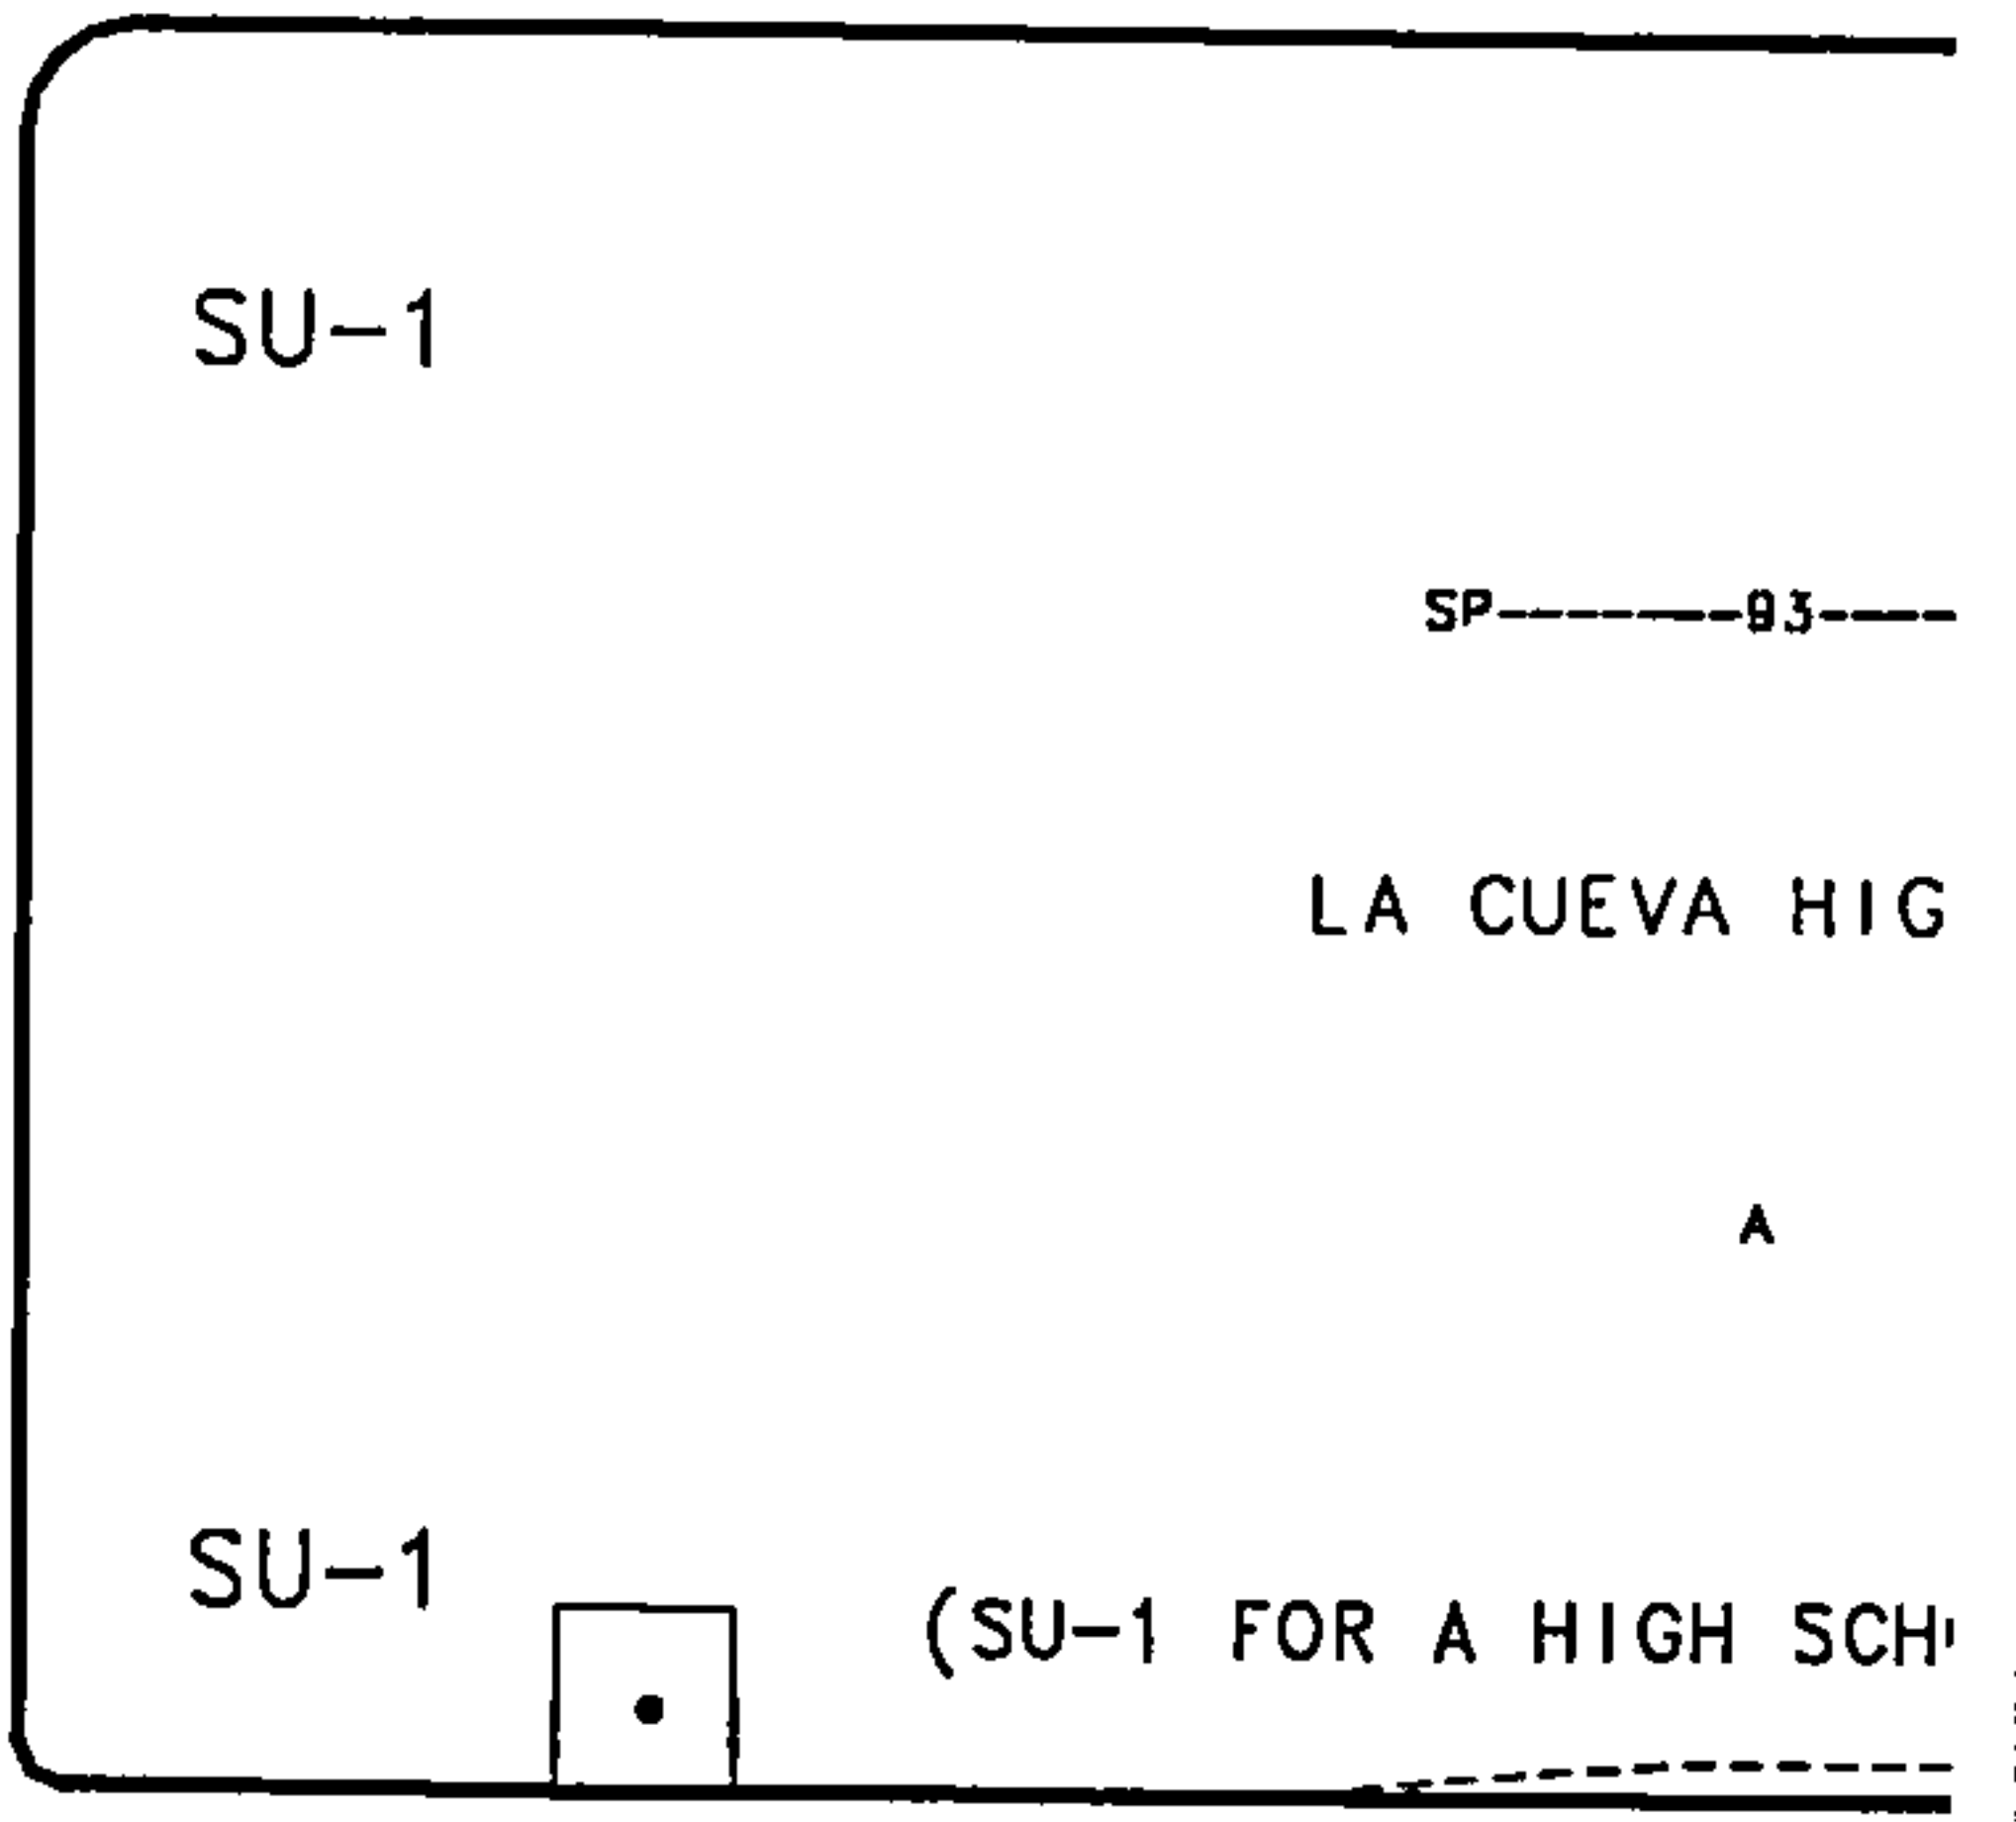 SU-1
SP-------93----
LA CUEVA HIG
A
SU-1
(SU-1 FOR A HIGH SCH